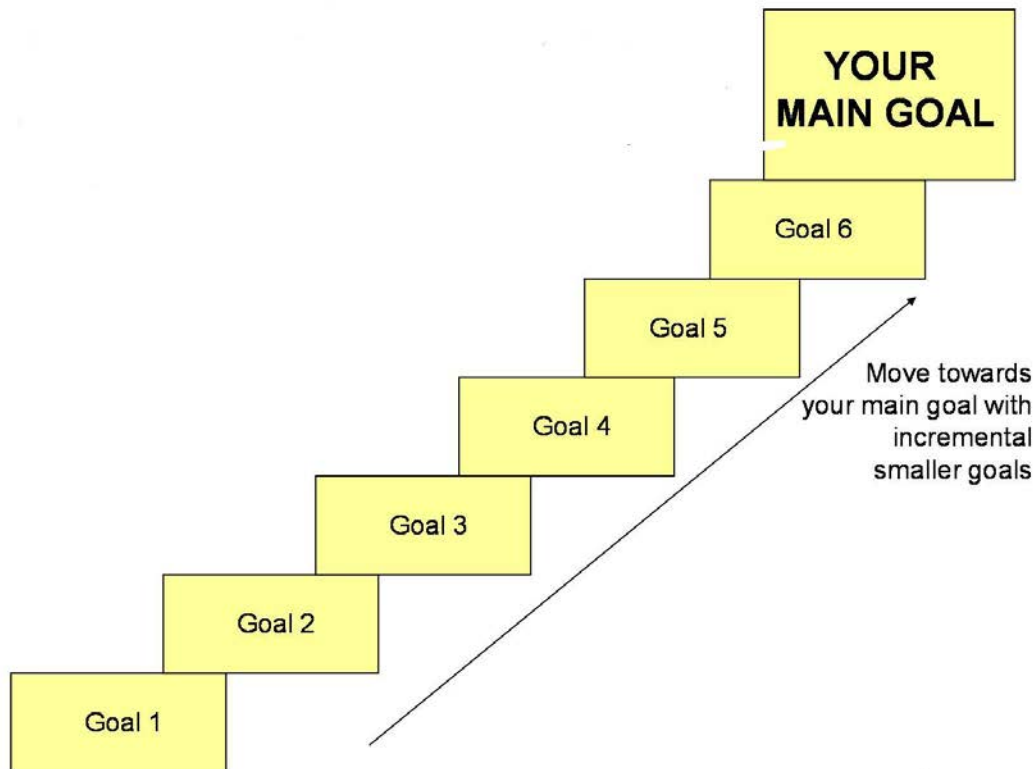 YOUR
MAIN GOAL
Goal 6
Goal 5
Goal 4
Goal 3
Goal 2
Goal 1
Move towards
your main goal with
incremental
smaller goals